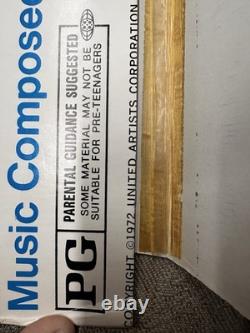 Music Composed
PG
PARENTAL GUIDANCE SUGGESTED
SOME MATERIAL MAY NOT BE
SUITABLE FOR PRE-TEENAGERS
COPYRIGHT ©1972 UNITED ARTISTS CORPORATION